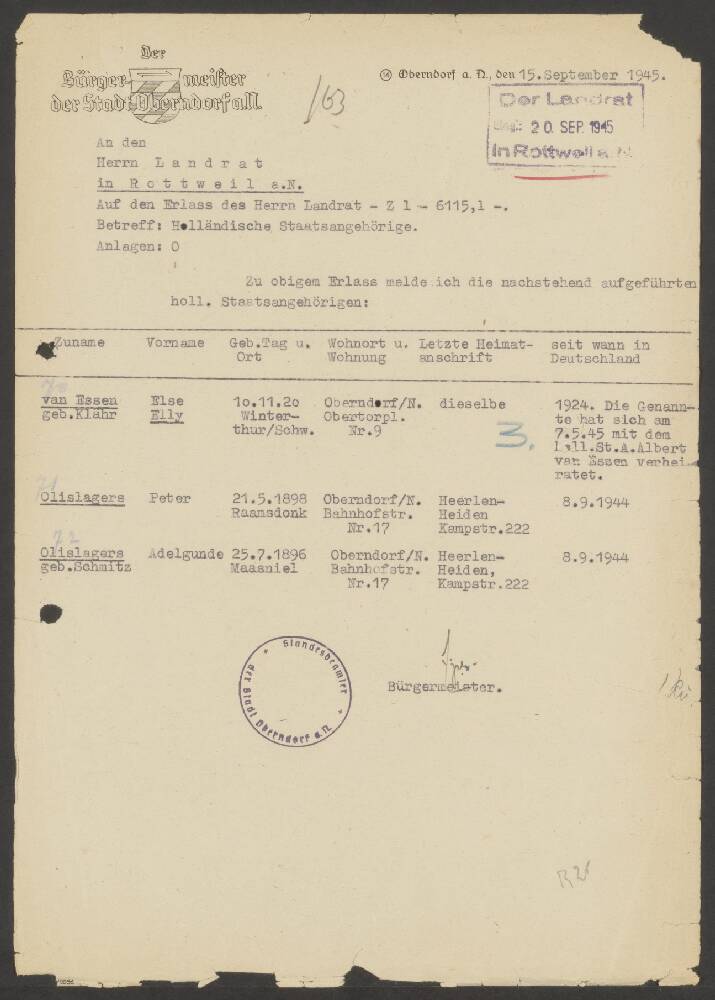 Der
Bürger meister
der Stadt Oberndorf a.N.
Oberndorf a. N., den 15.September 1945.
/63
Der Landrat
20. SEP. 1945
in Rottweil a.N.
An den
Herrn L a n d r a t
in R o t t w e i l a.N.
Auf den Erlass des Herrn Landrat - Z 1 - 6115,1 -.
Betreff: Holländische Staatsangehörige.
Anlagen: 0
Zu obigem Erlass melde ich die nachstehend aufgeführten
holl. Staatsangehörigen:
Zuname Vorname Geb.Tag u. Wohnort u. Letzte Heimat- seit wann in
Ort Wohnung anschrift Deutschland
70
van Essen Else 10.11.20 Oberndorf/N. dieselbe 1924. Die Genann-
geb.Klähr Elly Winter- Obertorpl. te hat sich am
thur/Schw. Nr.9 3. 7.5.45 mit dem
holl.St.A.Albert
van Essen verhei-
ratet.
71
Olislagers Peter 21.5.1898 Oberndorf/N. Heerlen- 8.9.1944
Raamsdonk Bahnhofstr. Heiden
Nr.17 Kampstr.222
72
Olislagers Adelgunde 25.7.1896 Oberndorf/N. Heerlen- 8.9.1944
geb.Schmitz Maasniel Bahnhofstr. Heiden,
Nr.17 Kampstr.222
Standesbeamter
der Stadt Oberndorf a.N.
Bürgermeister.